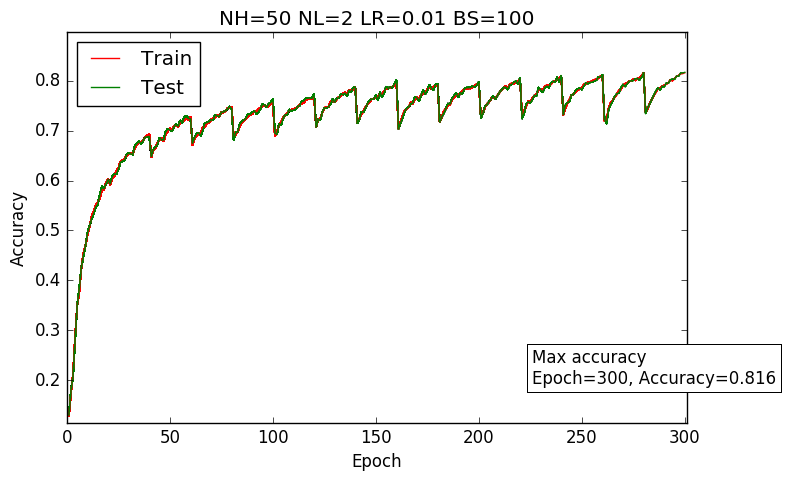 NH=50 NL=2 LR=0.01 BS=100
Train
Test
0.8
0.7
0.6
0.5
0.4
0.3
0.2
Accuracy
Max accuracy
Epoch=300, Accuracy=0.816
0 50 100 150 200 250 300
Epoch